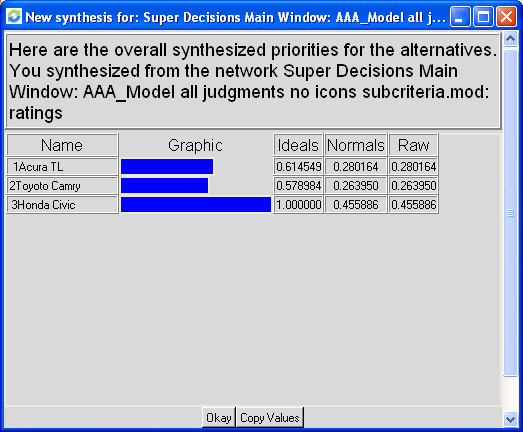 New synthesis for: Super Decisions Main Window: AAA_Model all j...
Here are the overall synthesized priorities for the alternatives.
You synthesized from the network Super Decisions Main
Window: AAA_Model all judgments no icons subcriteria.mod:
ratings
Name Graphic Ideals Normals Raw
1Acura TL 0.614549 0.280164 0.280164
2Toyoto Camry 0.578984 0.263950 0.263950
3Honda Civic 1.000000 0.455886 0.455886
Okay Copy Values